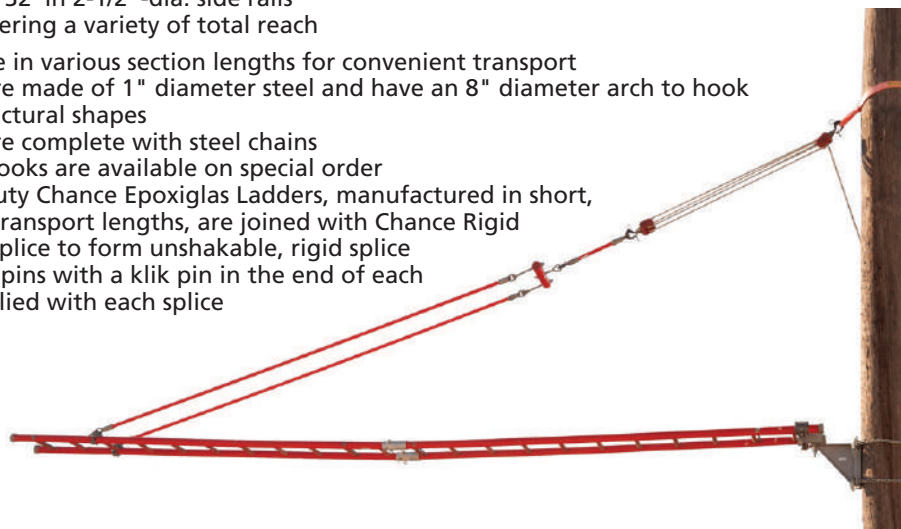 32' in 2-1/2"-dia. side rails
ering a variety of total reach
e in various section lengths for convenient transport
re made of 1" diameter steel and have an 8" diameter arch to hook
ctural shapes
re complete with steel chains
ooks are available on special order
uty Chance Epoxiglas Ladders, manufactured in short,
ransport lengths, are joined with Chance Rigid
plice to form unshakable, rigid splice
pins with a klik pin in the end of each
lied with each splice